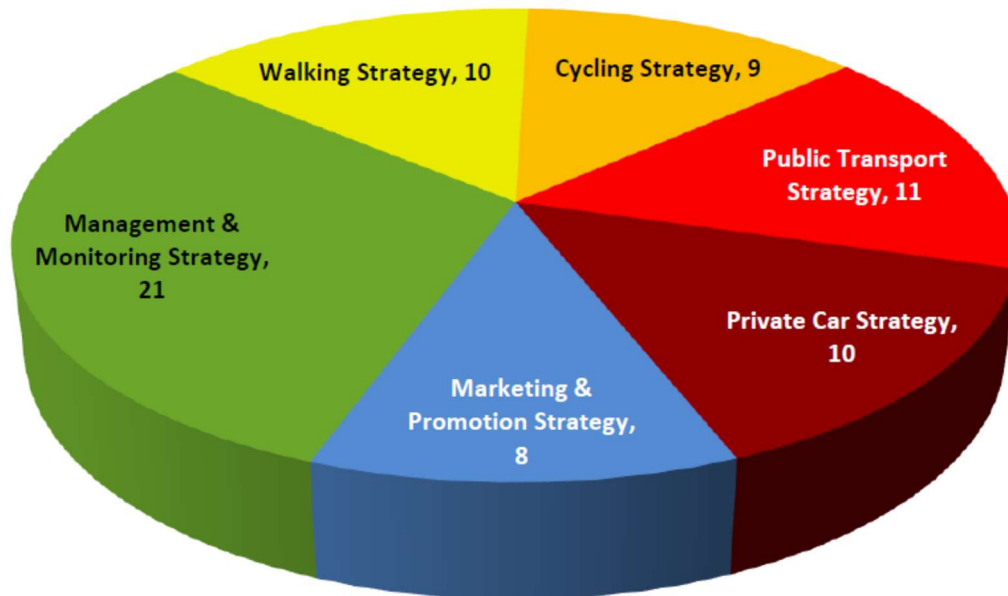 Walking Strategy, 10
Cycling Strategy, 9
Public Transport
Strategy, 11
Private Car Strategy,
10
Marketing &
Promotion Strategy,
8
Management &
Monitoring Strategy,
21